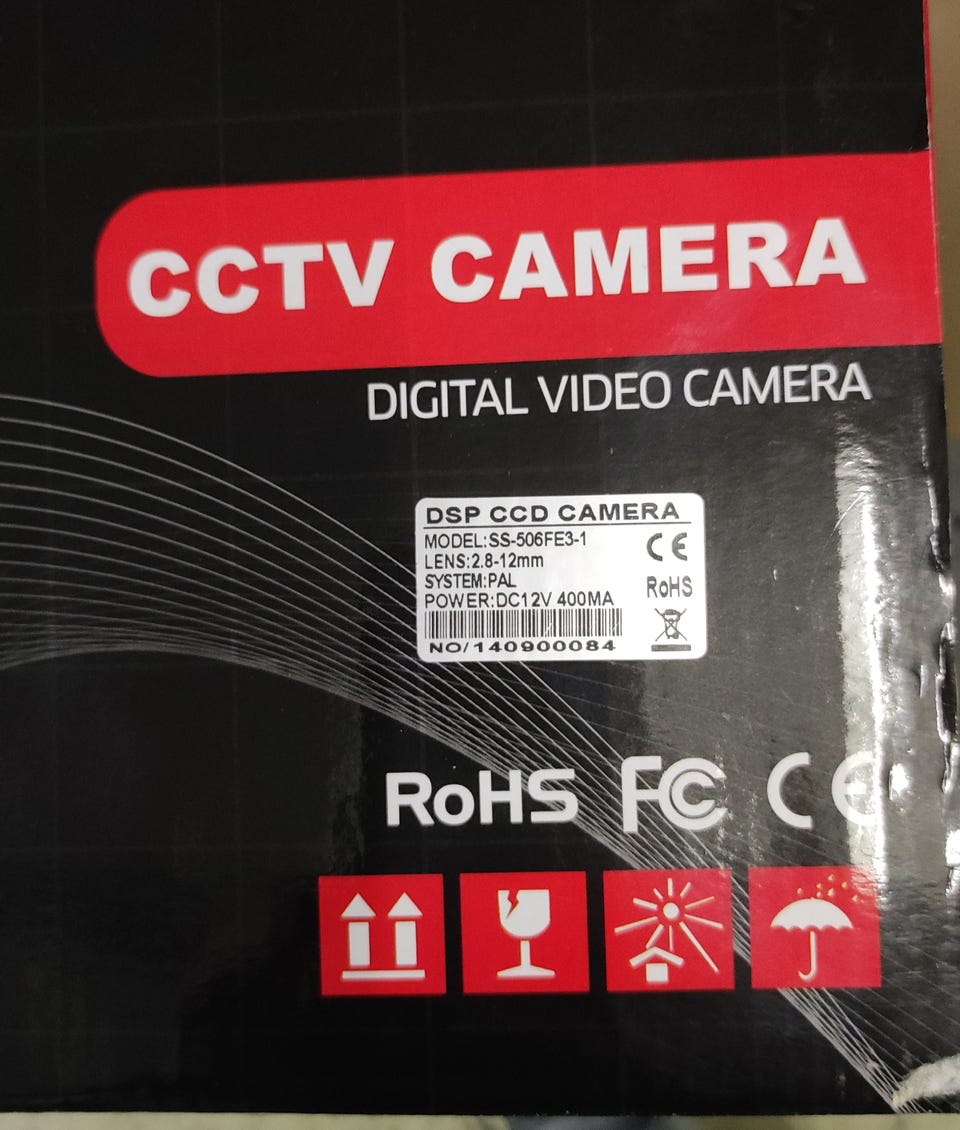 CCTV CAMERA
DIGITAL VIDEO CAMERA
DSP CCD CAMERA
MODEL:SS-506FE3-1
LENS:2.8-12mm
SYSTEM:PAL
POWER:DC12V 400MA
NO/140900084
CE
RoHS
RoHS FC CE